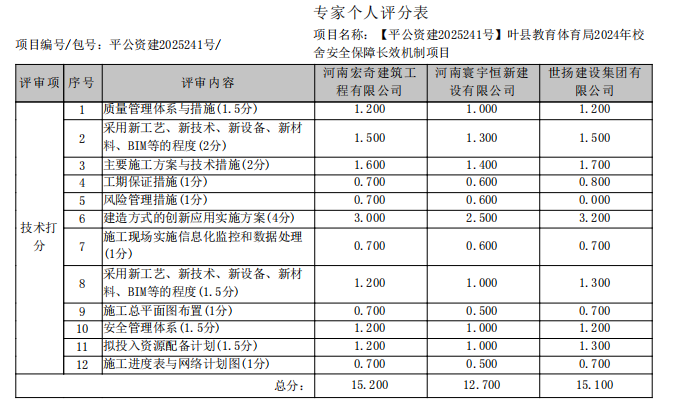 专家个人评分表
项目编号/包号：平公资建2025241号/
项目名称：【平公资建2025241号】叶县教育体育局2024年校
舍安全保障长效机制项目
评审项 序号 评审内容 河南宏奇建筑工程有限公司 河南寰宇恒新建设有限公司 世扬建设集团有限公司
技术打分
1 质量管理体系与措施(1.5分) 1.200 1.000 1.200
2 采用新工艺、新技术、新设备、新材料、BIM等的程度(2分) 1.500 1.300 1.500
3 主要施工方案与技术措施(2分) 1.600 1.400 1.700
4 工期保证措施(1分) 0.700 0.600 0.800
5 风险管理措施(1分) 0.700 0.600 0.000
6 建造方式的创新应用实施方案(4分) 3.000 2.500 3.200
7 施工现场实施信息化监控和数据处理(1分) 0.700 0.600 0.700
8 采用新工艺、新技术、新设备、新材料、BIM等的程度(1.5分) 1.200 1.000 1.300
9 施工总平面图布置(1分) 0.700 0.500 0.700
10 安全管理体系(1.5分) 1.200 1.000 1.200
11 拟投入资源配备计划(1.5分) 1.200 1.000 1.300
12 施工进度表与网络计划图(1分) 0.700 0.500 0.700
总分： 15.200 12.700 15.100